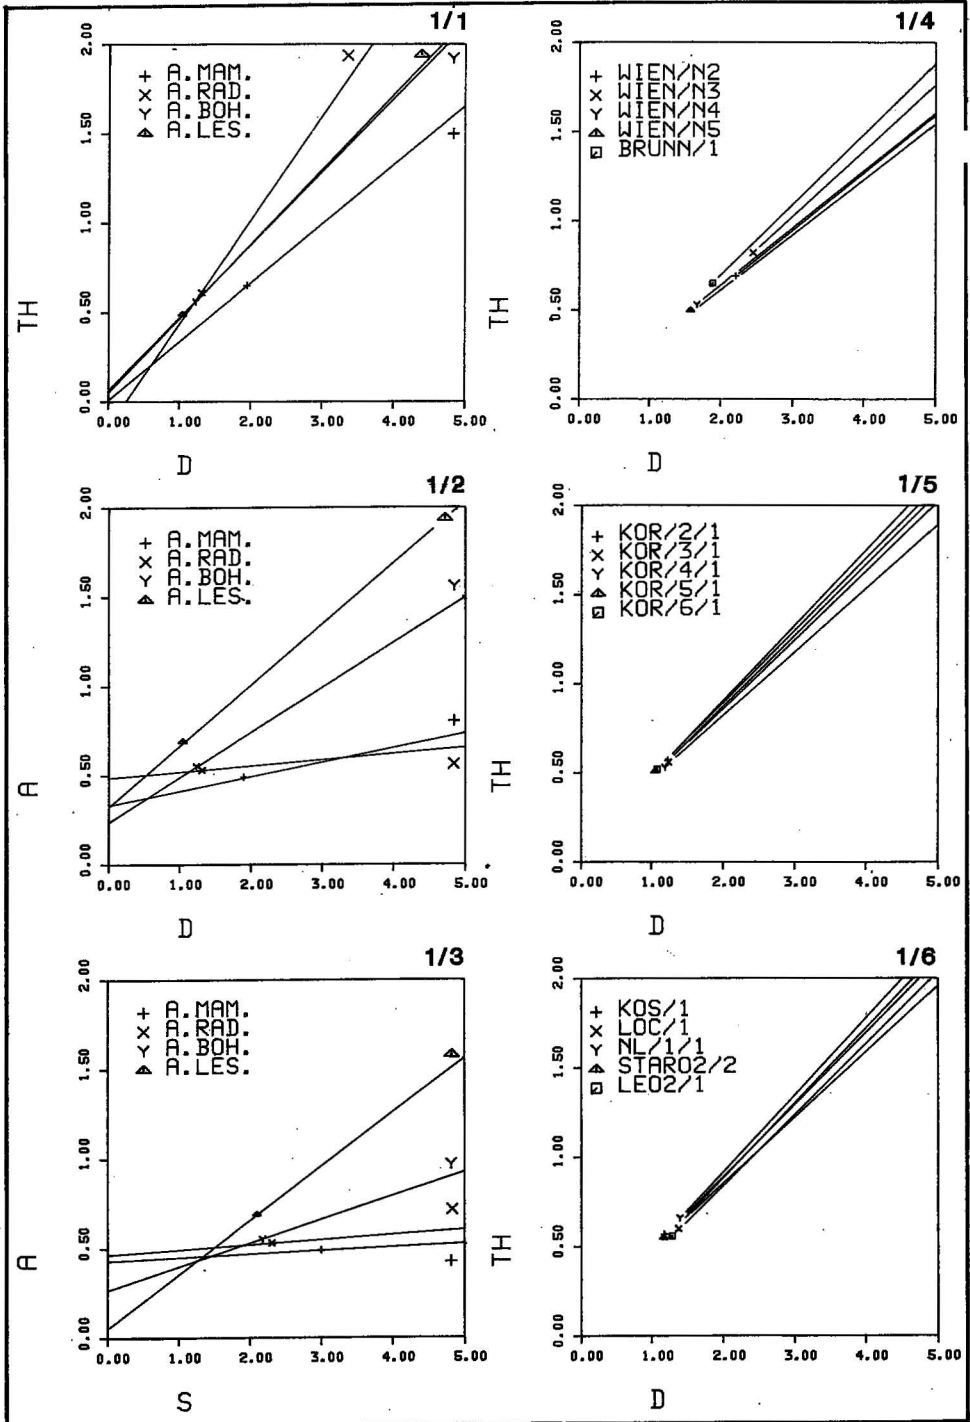 1/1
+ A.MAM.
× A.RAD.
Y A.BOH.
A.LES.
TH
2.00
1.50
1.00
0.50
0.00
0.00 1.00 2.00 3.00 4.00 5.00
D
1/4
+ WIEN/N2
× WIEN/N3
Y WIEN/N4
WIEN/N5
BRUNN/1
TH
2.00
1.50
1.00
0.50
0.00
0.00 1.00 2.00 3.00 4.00 5.00
D
1/2
+ A.MAM.
× A.RAD.
Y A.BOH.
A.LES.
A
2.00
1.50
1.00
0.50
0.00
0.00 1.00 2.00 3.00 4.00 5.00
D
1/5
+ KOR/2/1
× KOR/3/1
Y KOR/4/1
KOR/5/1
KOR/6/1
TH
2.00
1.50
1.00
0.50
0.00
0.00 1.00 2.00 3.00 4.00 5.00
D
1/3
+ A.MAM.
× A.RAD.
Y A.BOH.
A.LES.
A
2.00
1.50
1.00
0.50
0.00
0.00 1.00 2.00 3.00 4.00 5.00
S
1/6
+ KOS/1
× LOC/1
Y NL/1/1
STARO2/2
LEO2/1
TH
2.00
1.50
1.00
0.50
0.00
0.00 1.00 2.00 3.00 4.00 5.00
D